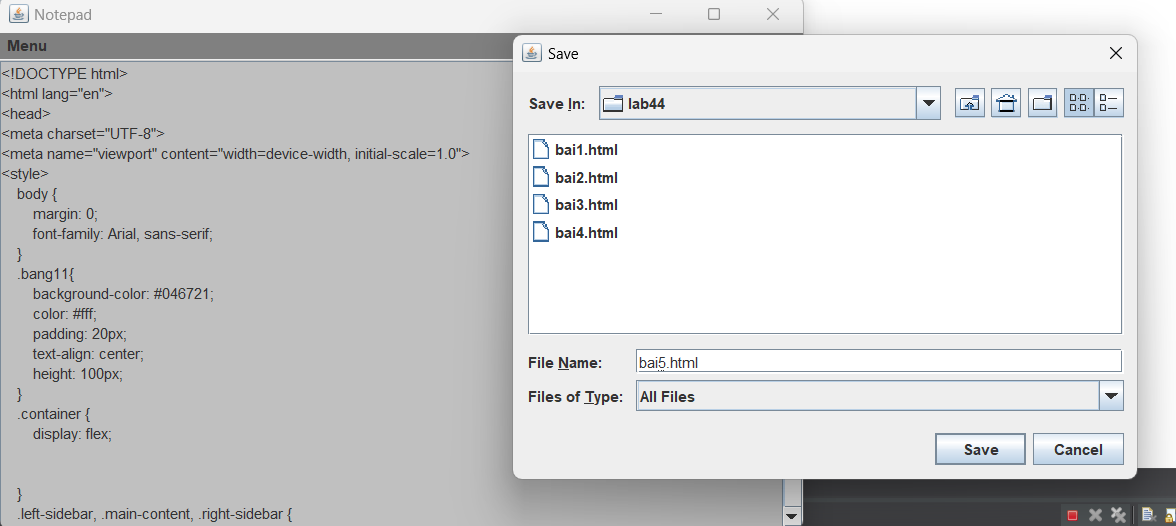 Notepad
Menu
<!DOCTYPE html>
<html lang="en">
<head>
<meta charset="UTF-8">
<meta name="viewport" content="width=device-width, initial-scale=1.0">
<style>
body {
margin: 0;
font-family: Arial, sans-serif;
}
.bang11{
background-color: #046721;
color: #fff;
padding: 20px;
text-align: center;
height: 100px;
}
.container {
display: flex;
}
.left-sidebar, .main-content, .right-sidebar {
Save
Save In:
lab44
bai1.html
bai2.html
bai3.html
bai4.html
File Name:
bai5.html
Files of Type:
All Files
Save
Cancel